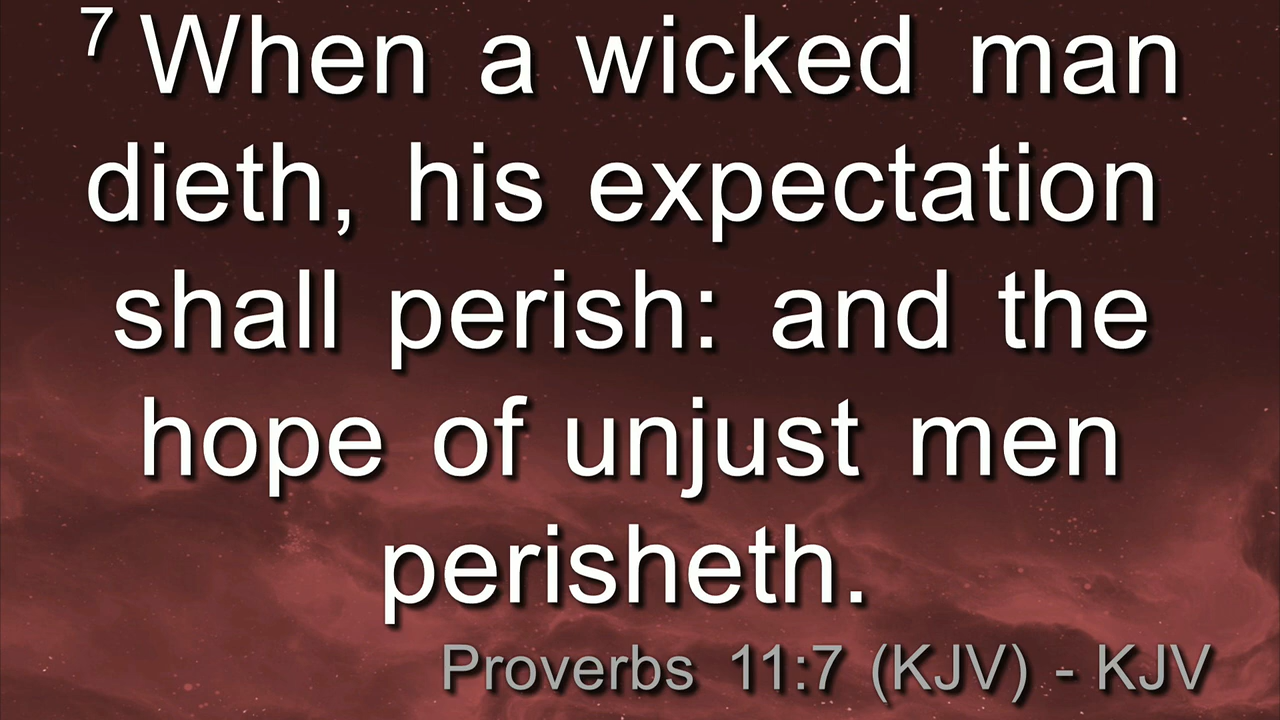 7 When a wicked man
dieth, his expectation
shall perish: and the
hope of unjust men
perisheth.
Proverbs 11:7 (KJV) - KJV